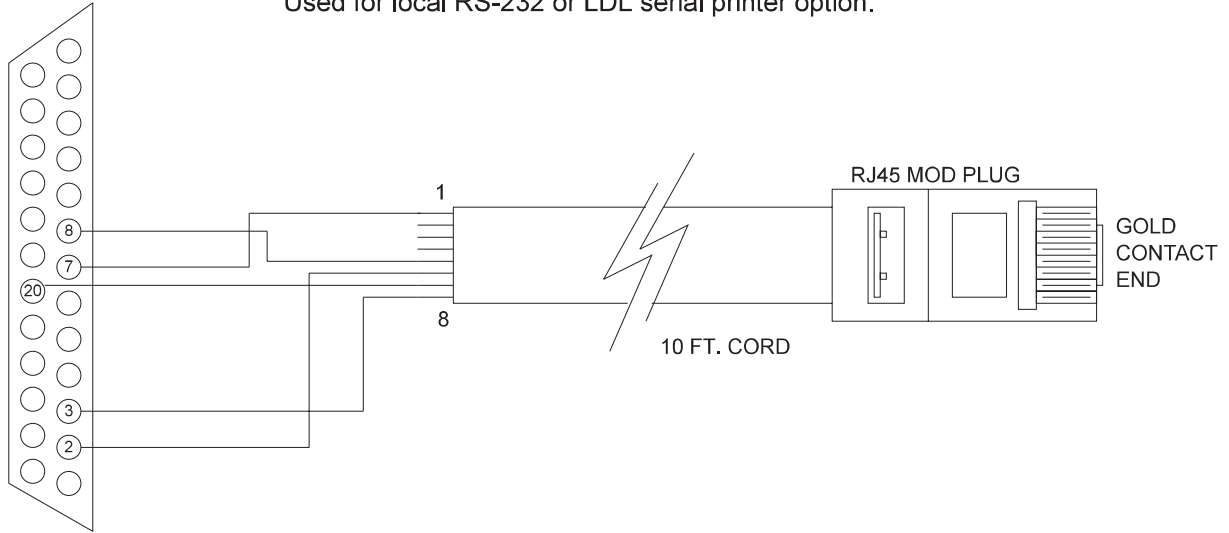 Used for local RS-232 or LDL serial printer option.
RJ45 MOD PLUG
1
8
7
20
3
2
8
GOLD
CONTACT
END
10 FT. CORD